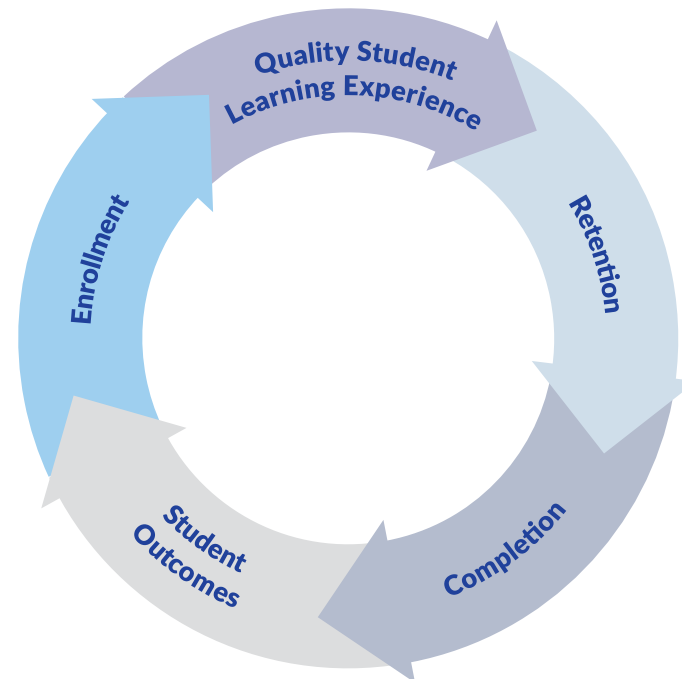 Quality Student
Learning Experience
Retention
Completion
Student
Outcomes
Enrollment